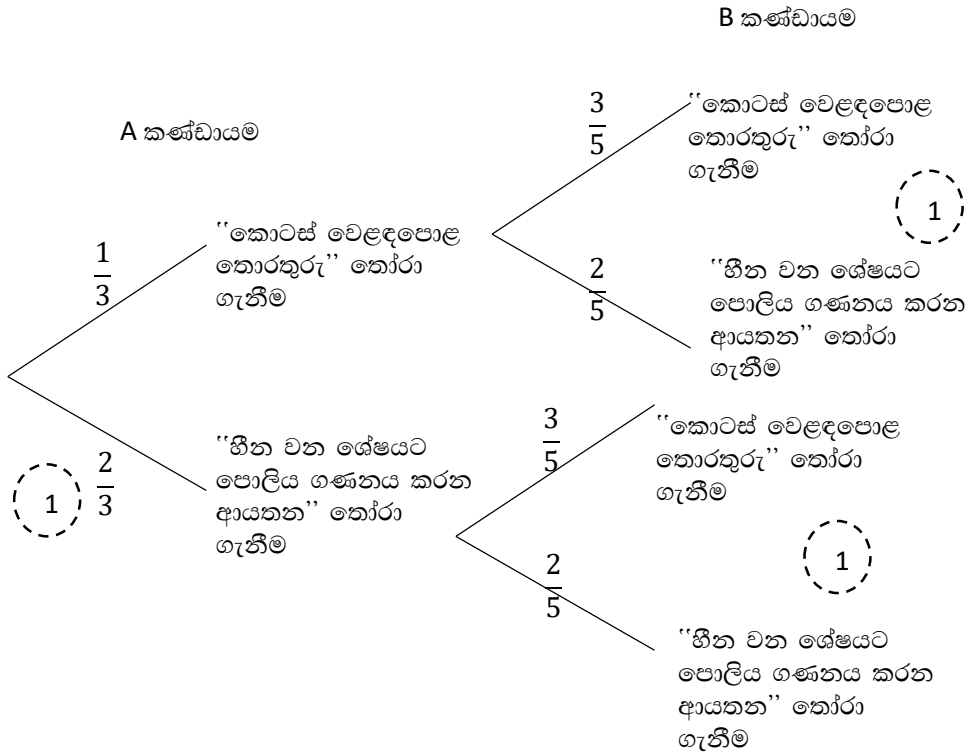 B කණ්ඩායම
A කණ්ඩායම
3
5
‘‘කොටස් වෙළඳපොළ
තොරතුරු’’ තෝරා
ගැනීම
1
1
3
‘‘කොටස් වෙළඳපොළ
තොරතුරු’’ තෝරා
ගැනීම
2
5
‘‘හීන වන ශේෂයට
පොලිය ගණනය කරන
ආයතන’’ තෝරා
ගැනීම
1
2
3
‘‘හීන වන ශේෂයට
පොලිය ගණනය කරන
ආයතන’’ තෝරා
ගැනීම
3
5
‘‘කොටස් වෙළඳපොළ
තොරතුරු’’ තෝරා
ගැනීම
1
2
5
‘‘හීන වන ශේෂයට
පොලිය ගණනය කරන
ආයතන’’ තෝරා
ගැනීම